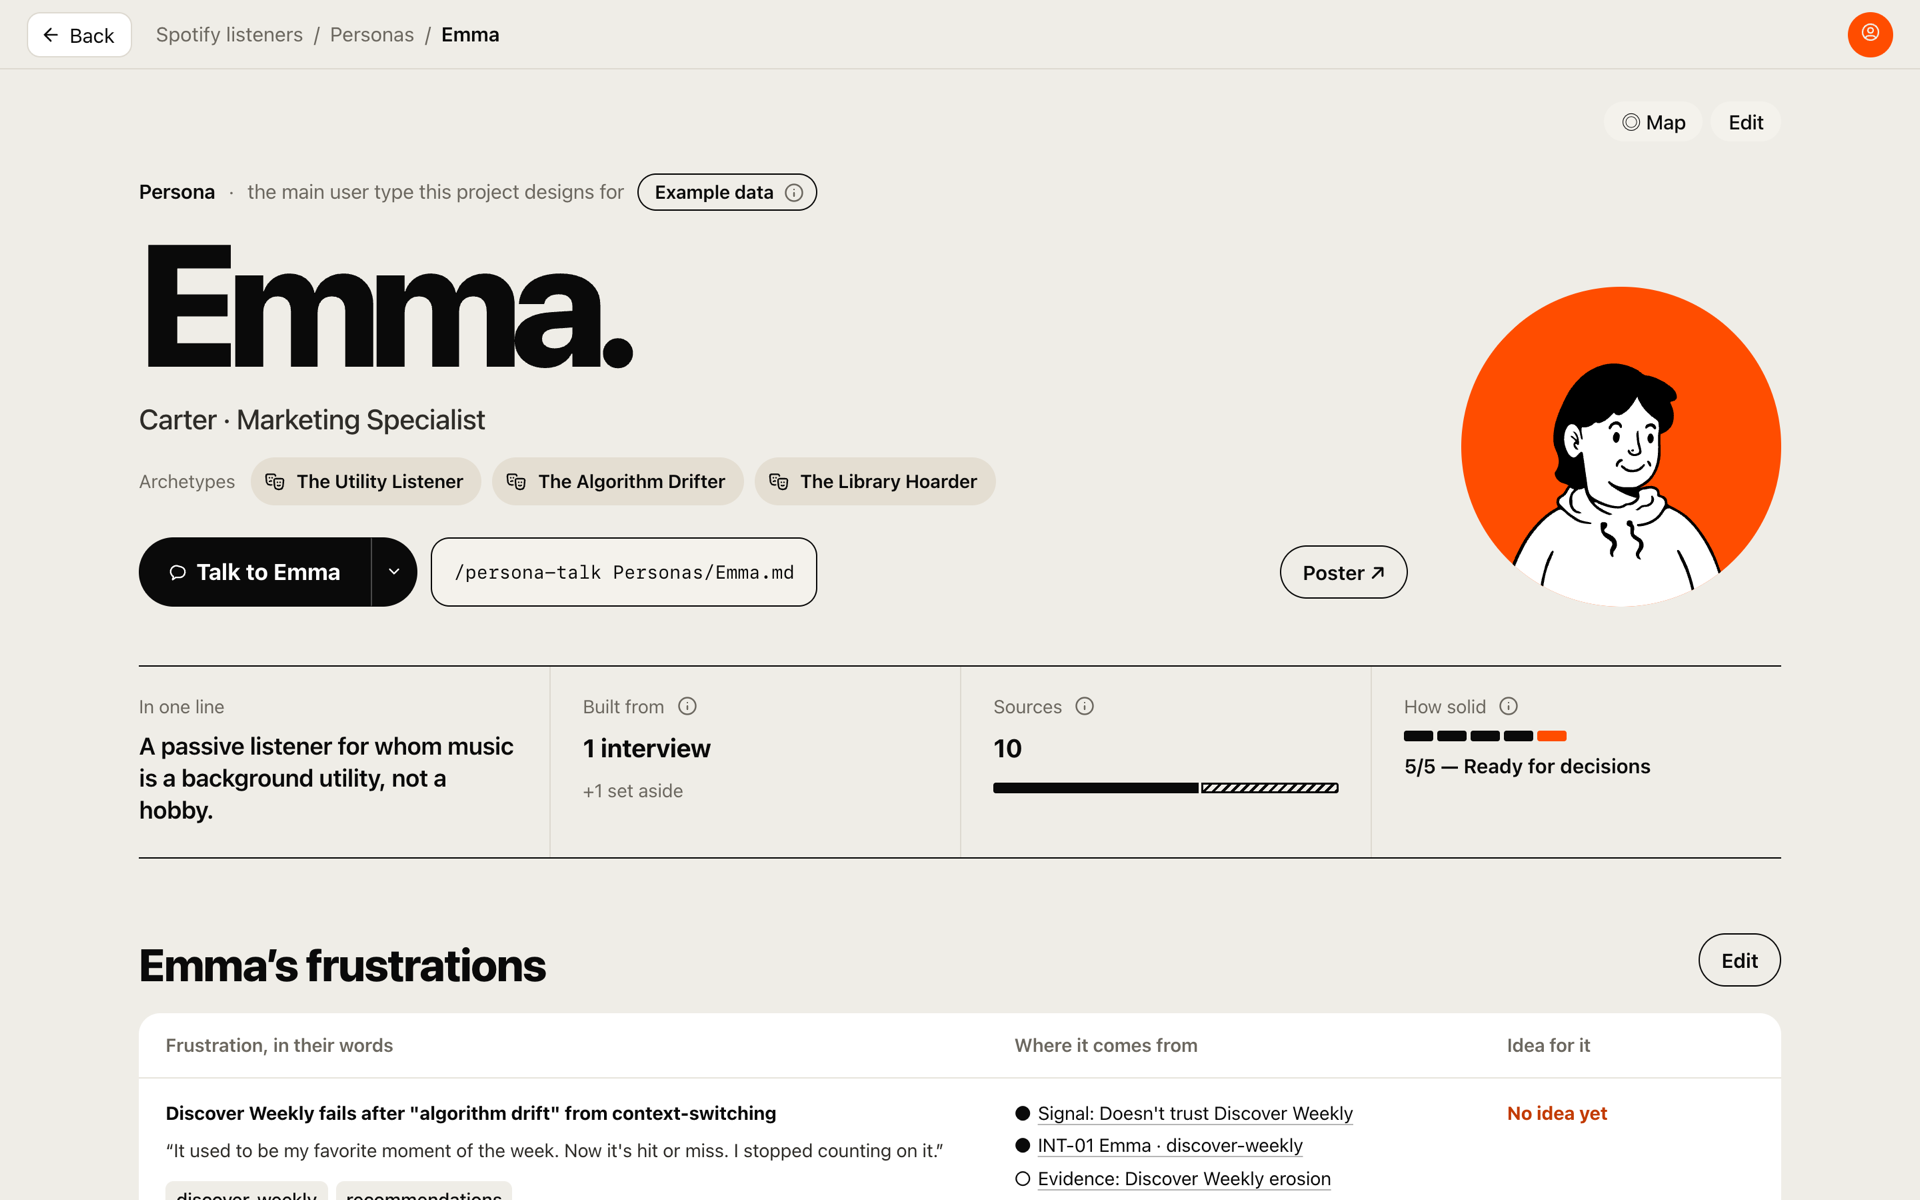 Back
Spotify listeners / Personas / Emma
Map
Edit
Persona · the main user type this project designs for
Example data
Emma.
Carter · Marketing Specialist
Archetypes
The Utility Listener
The Algorithm Drifter
The Library Hoarder
Talk to Emma
/persona-talk Personas/Emma.md
Poster
In one line
A passive listener for whom music
is a background utility, not a
hobby.
Built from
1 interview
+1 set aside
Sources
10
How solid
5/5 — Ready for decisions
Emma’s frustrations
Edit
Frustration, in their words
Where it comes from
Idea for it
Discover Weekly fails after "algorithm drift" from context-switching
“It used to be my favorite moment of the week. Now it's hit or miss. I stopped counting on it.”
discover-weekly
recommendations
Signal: Doesn't trust Discover Weekly
INT-01 Emma · discover-weekly
Evidence: Discover Weekly erosion
No idea yet